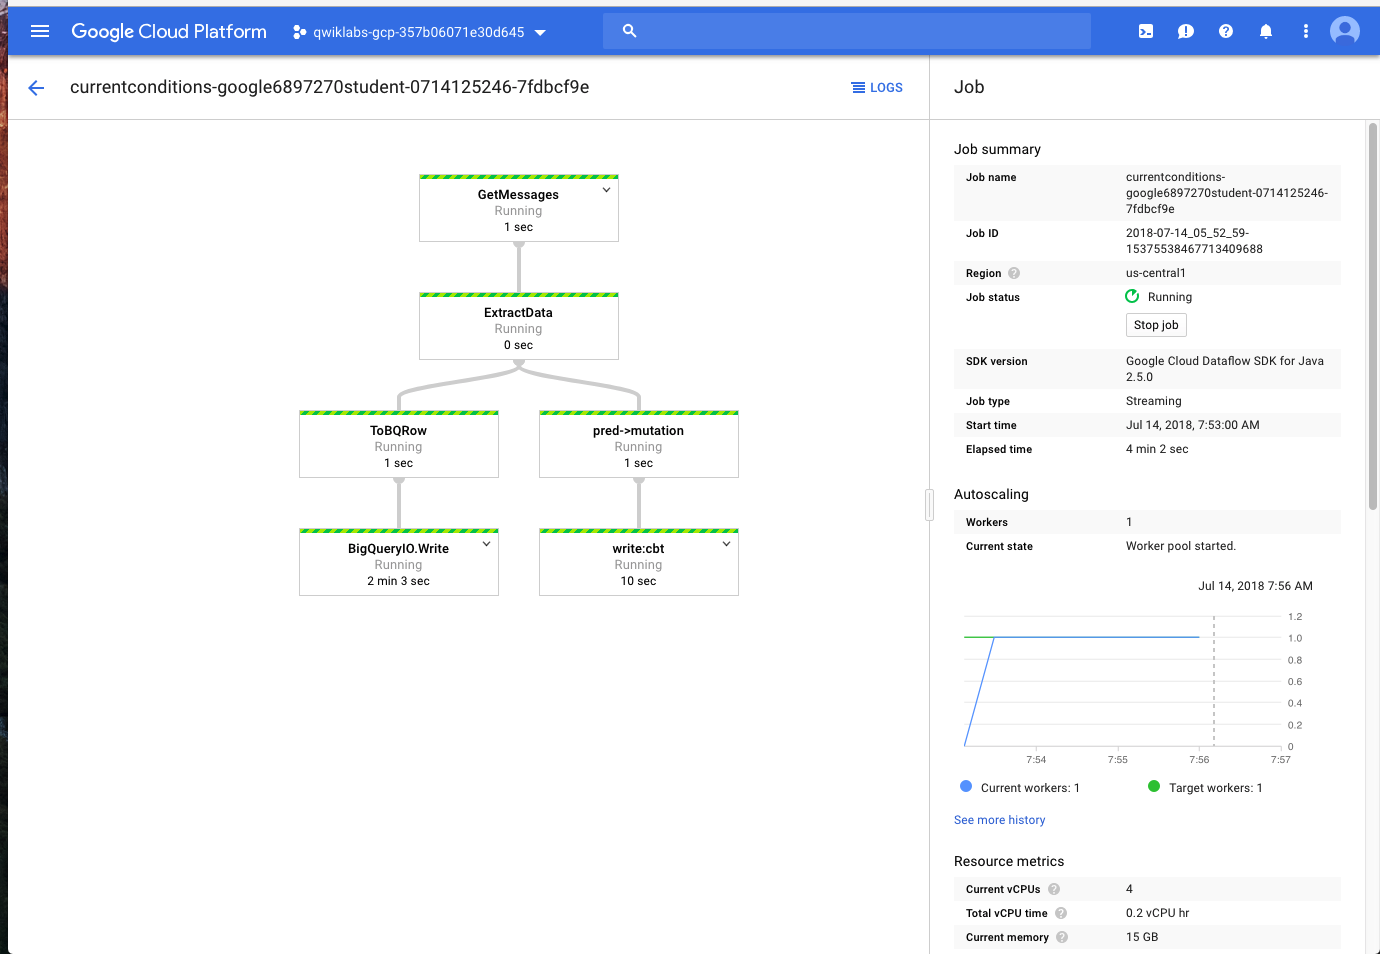 Google Cloud Platform
qwiklabs-gcp-357b06071e30d645
currentconditions-google6897270student-0714125246-7fdbcf9e
LOGS
GetMessages
Running
1 sec
ExtractData
Running
0 sec
ToBQRow
Running
1 sec
pred->mutation
Running
1 sec
BigQueryIO.Write
Running
2 min 3 sec
write:cbt
Running
10 sec
Job
Job summary
Job name
currentconditions-
google6897270student-0714125246-
7fdbcf9e
Job ID
2018-07-14_05_52_59-
15375538467713409688
Region ?
us-central1
Job status
Running
Stop job
SDK version
Google Cloud Dataflow SDK for Java
2.5.0
Job type
Streaming
Start time
Jul 14, 2018, 7:53:00 AM
Elapsed time
4 min 2 sec
Autoscaling
Workers
1
Current state
Worker pool started.
Jul 14, 2018 7:56 AM
1.2
1.0
0.8
0.6
0.4
0.2
0
7:54 7:55 7:56 7:57
Current workers: 1
Target workers: 1
See more history
Resource metrics
Current vCPUs ?
4
Total vCPU time ?
0.2 vCPU hr
Current memory ?
15 GB